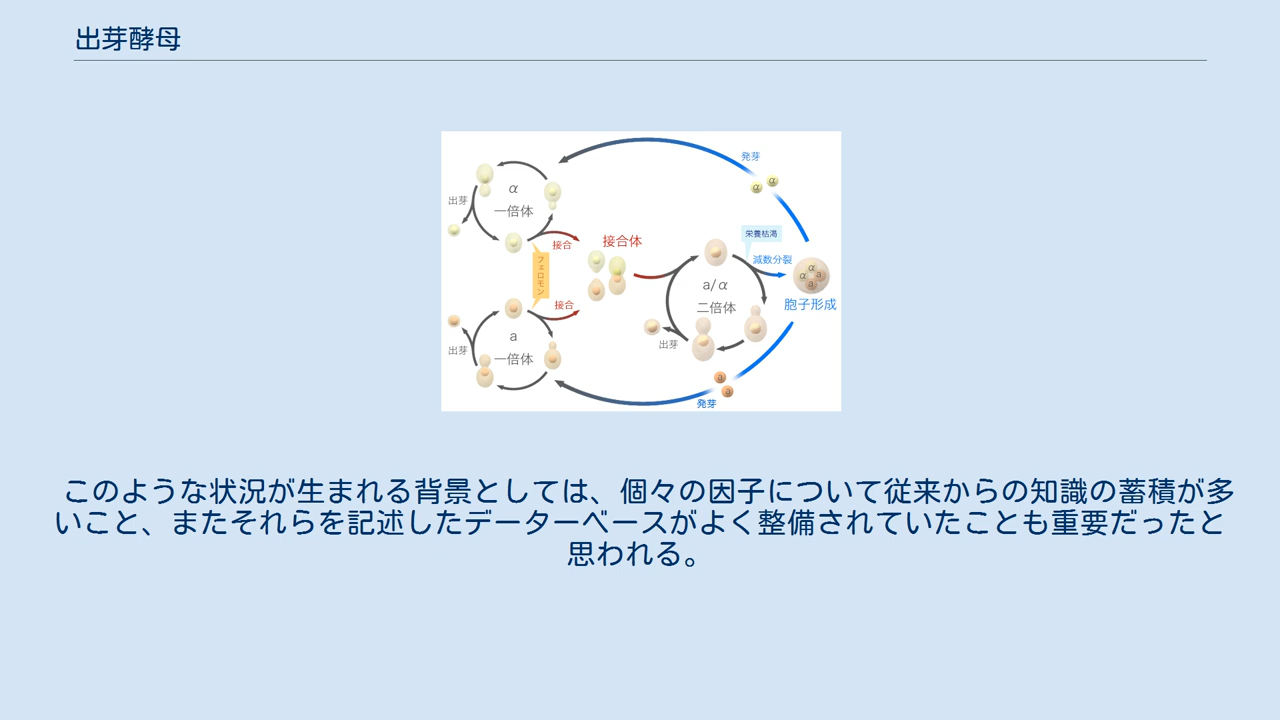 出芽酵母
発芽
α
α
出芽
α
一倍体
接合
接合体
栄養枯渇
減数分裂
フェロモン
α
α
a
a
a/α
二倍体
胞子形成
接合
出芽
a
一倍体
出芽
a
a
発芽
このような状況が生まれる背景としては、個々の因子について従来からの知識の蓄積が多
いこと、またそれらを記述したデーターベースがよく整備されていたことも重要だったと
思われる。